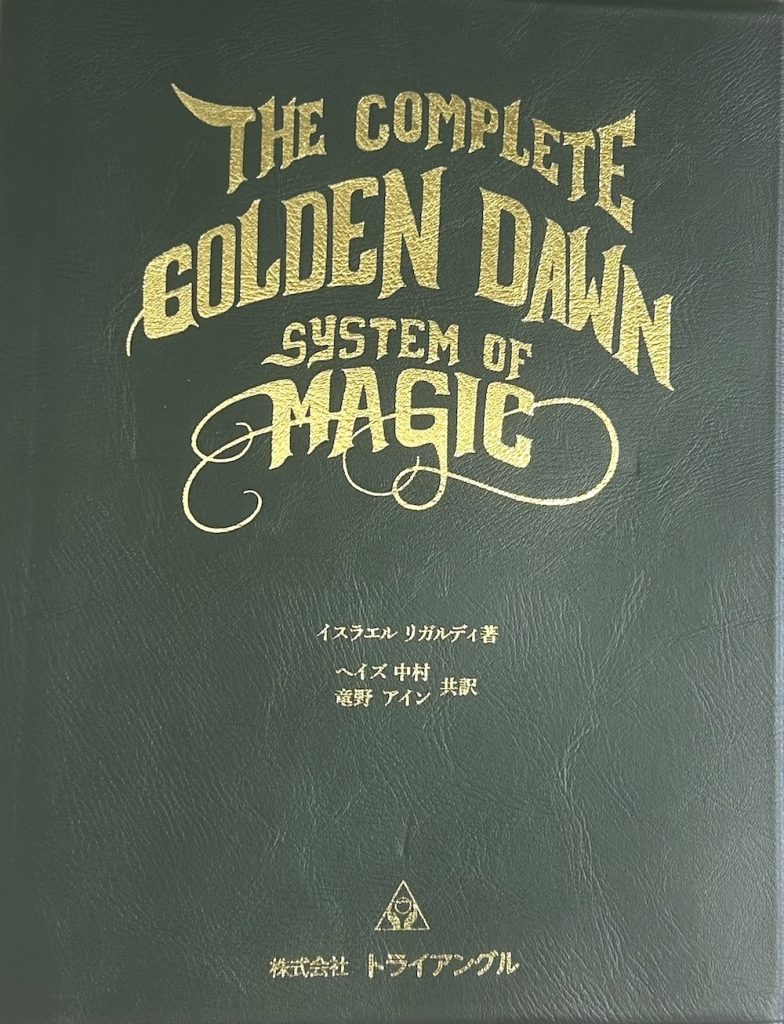 THE COMPLETE
GOLDEN DAWN
SYSTEM OF
MAGIC
イスラエル リガルディ著
ヘイズ 中村
竜野 アイン 共訳
株式会社 トライアングル